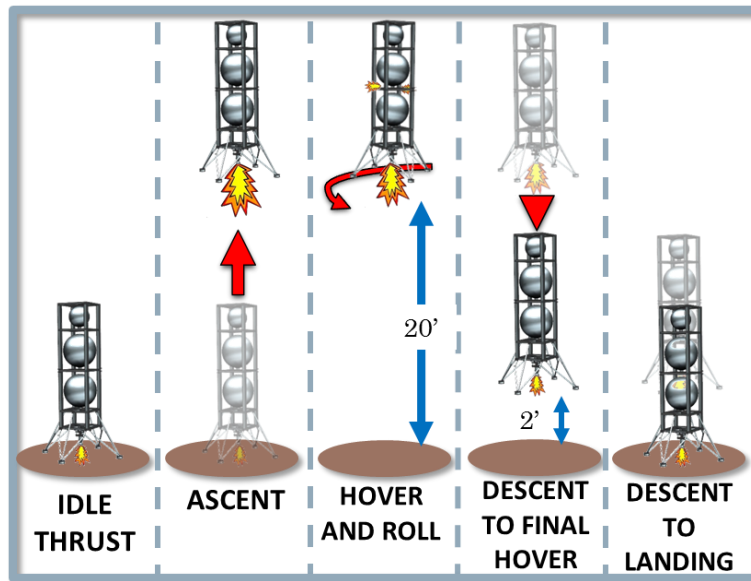 20’
2’
IDLE
THRUST
ASCENT
HOVER
AND ROLL
DESCENT
TO FINAL
HOVER
DESCENT
TO
LANDING